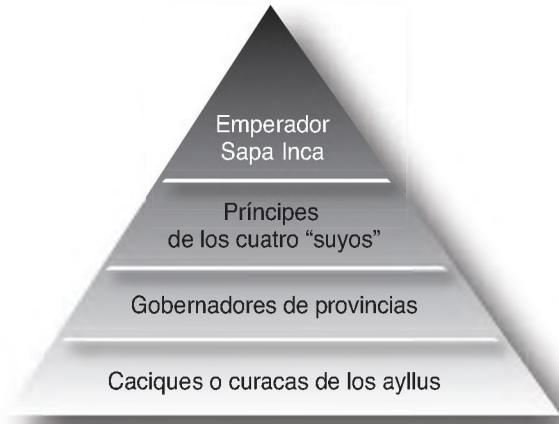 Emperador
Sapa Inca
Príncipes
de los cuatro “suyos”
Gobernadores de provincias
Caciques o curacas de los ayllus